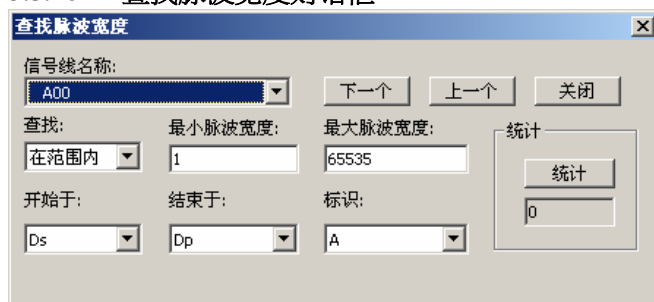 查找脉波宽度
信号线名称:
A00
下一个
上一个
关闭
查找:
最小脉波宽度:
最大脉波宽度:
统计
在范围内
1
65535
统计
开始于:
结束于:
标识:
0
Ds
Dp
A